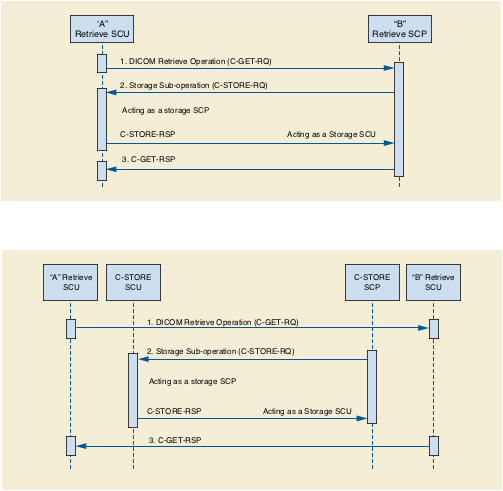 ‘A’
Retrieve SCU
“B”
Retrieve SCP
1. DICOM Retrieve Operation (C-GET-RQ)
2. Storage Sub-operation (C-STORE-RQ)
Acting as a storage SCP
C-STORE-RSP
Acting as a Storage SCU
3. C-GET-RSP
“A” Retrieve
SCU
C-STORE
SCU
C-STORE
SCP
“B” Retrieve
SCU
1. DICOM Retrieve Operation (C-GET-RQ)
2. Storage Sub-operation (C-STORE-RQ)
Acting as a storage SCP
C-STORE-RSP
Acting as a Storage SCU
3. C-GET-RSP